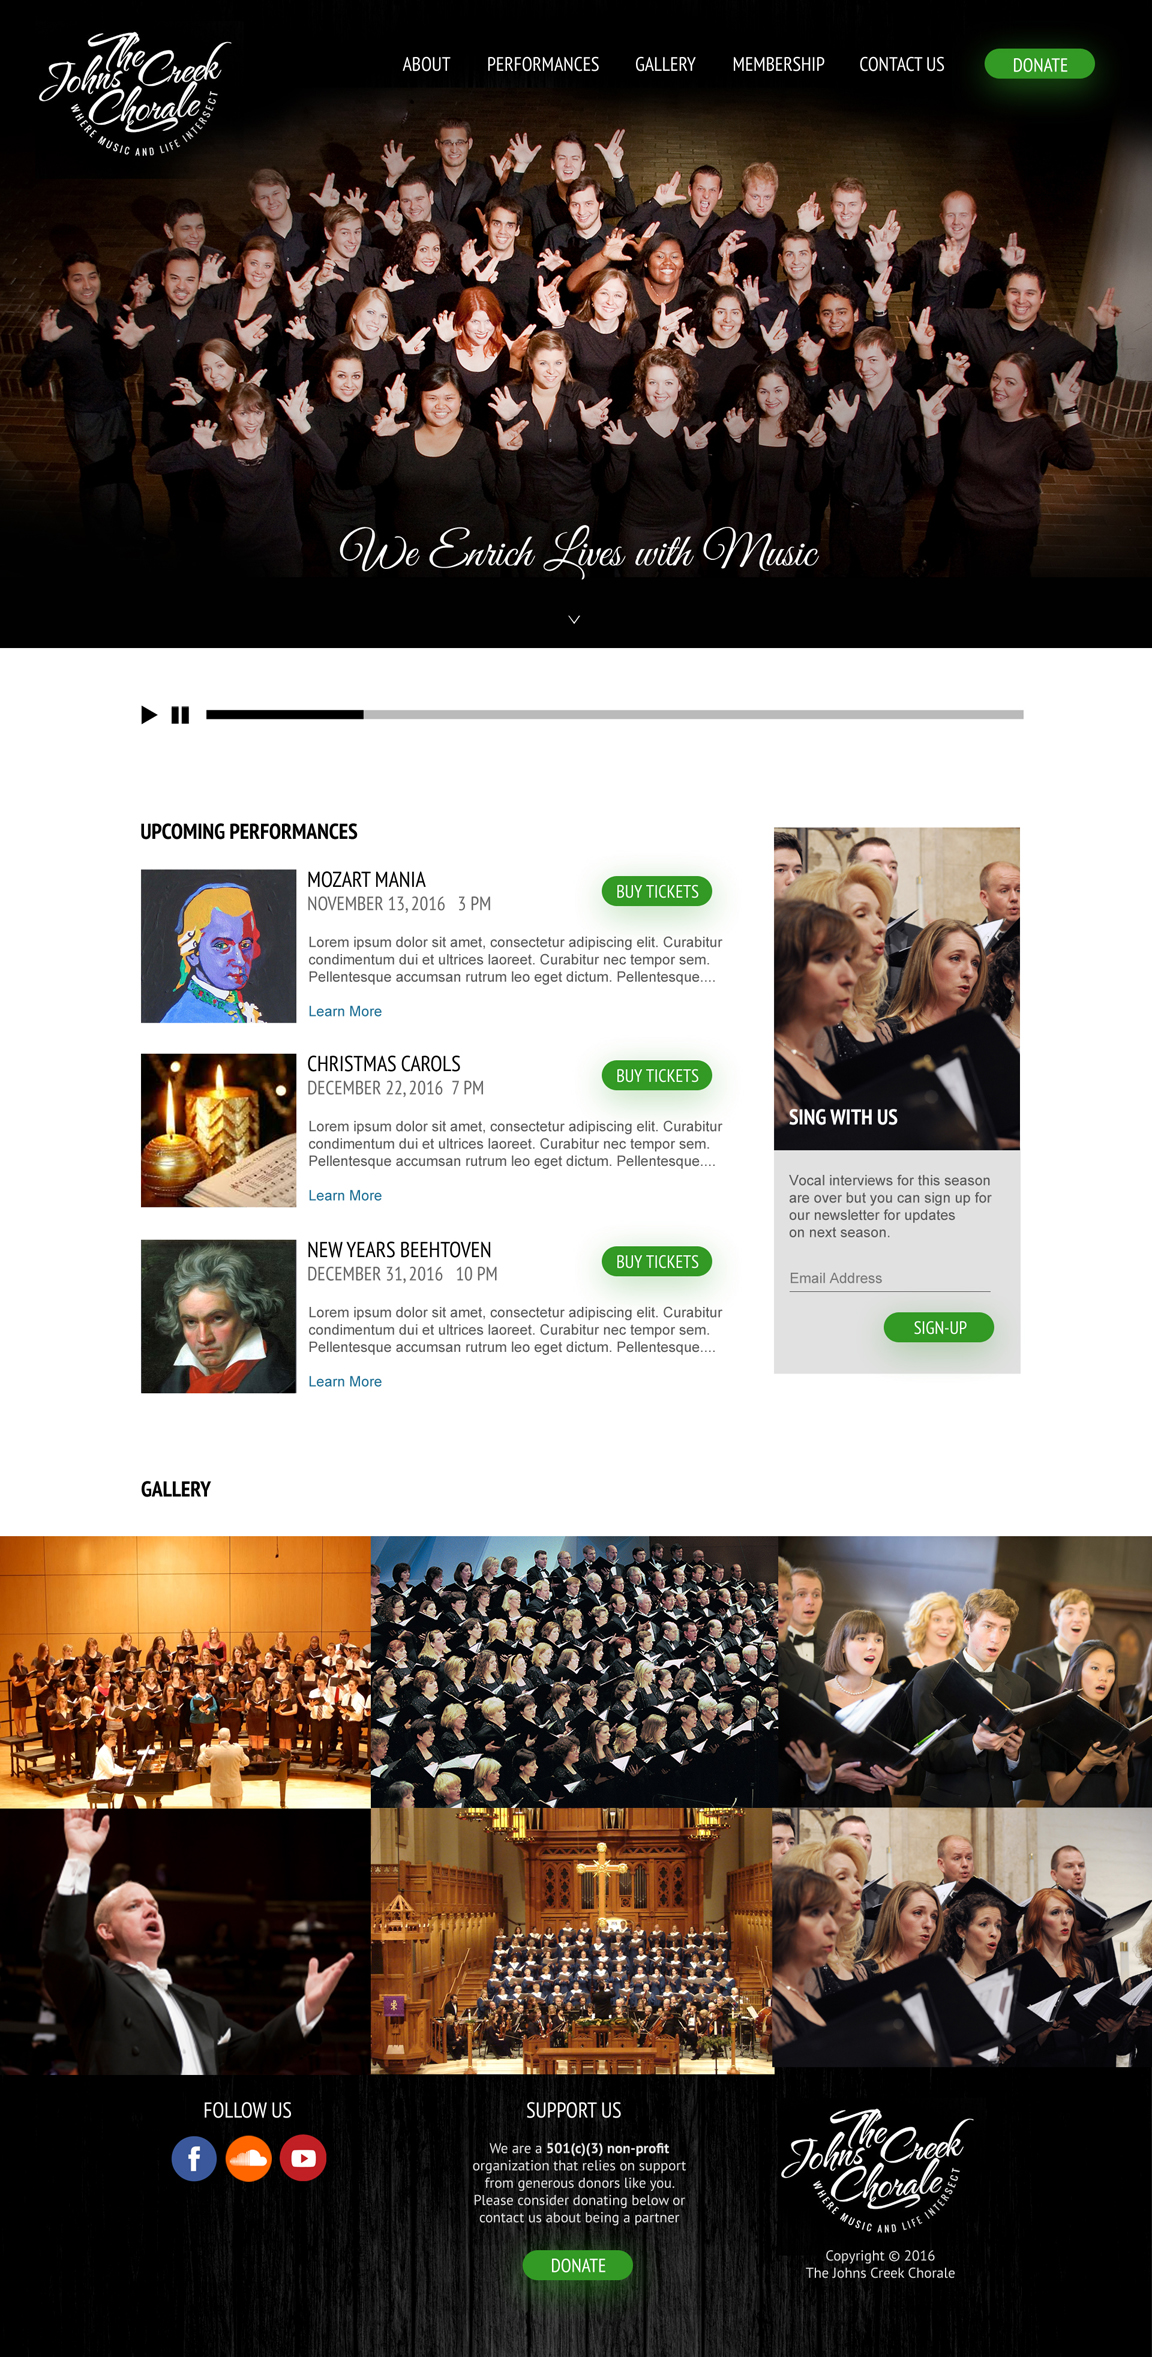 The
Johns Creek
Chorale
WHERE MUSIC AND LIFE INTERSECT
ABOUT PERFORMANCES GALLERY MEMBERSHIP CONTACT US DONATE
We Enrich Lives with Music
UPCOMING PERFORMANCES
MOZART MANIA
NOVEMBER 13, 2016 3 PM
BUY TICKETS
Lorem ipsum dolor sit amet, consectetur adipiscing elit. Curabitur
condimentum dui et ultrices laoreet. Curabitur nec tempor sem.
Pellentesque accumsan rutrum leo eget dictum. Pellentesque....
Learn More
CHRISTMAS CAROLS
DECEMBER 22, 2016 7 PM
BUY TICKETS
Lorem ipsum dolor sit amet, consectetur adipiscing elit. Curabitur
condimentum dui et ultrices laoreet. Curabitur nec tempor sem.
Pellentesque accumsan rutrum leo eget dictum. Pellentesque....
Learn More
NEW YEARS BEEHTOVEN
DECEMBER 31, 2016 10 PM
BUY TICKETS
Lorem ipsum dolor sit amet, consectetur adipiscing elit. Curabitur
condimentum dui et ultrices laoreet. Curabitur nec tempor sem.
Pellentesque accumsan rutrum leo eget dictum. Pellentesque....
Learn More
SING WITH US
Vocal interviews for this season
are over but you can sign up for
our newsletter for updates
on next season.
Email Address
SIGN-UP
GALLERY
FOLLOW US
f
SUPPORT US
We are a 501(c)(3) non-profit
organization that relies on support
from generous donors like you.
Please consider donating below or
contact us about being a partner
DONATE
The
Johns Creek
Chorale
WHERE MUSIC AND LIFE INTERSECT
Copyright © 2016
The Johns Creek Chorale